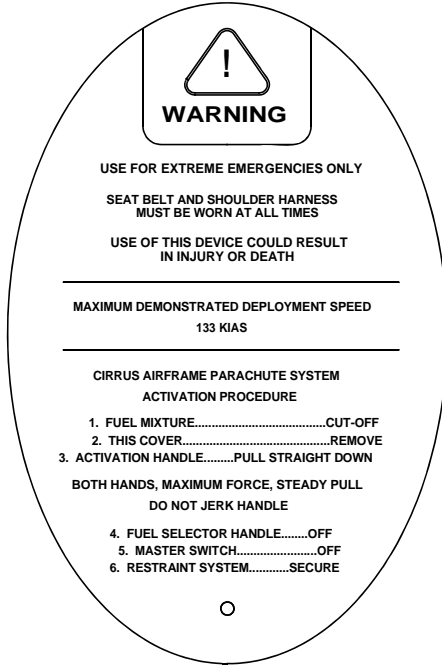 !
WARNING
USE FOR EXTREME EMERGENCIES ONLY
SEAT BELT AND SHOULDER HARNESS
MUST BE WORN AT ALL TIMES
USE OF THIS DEVICE COULD RESULT
IN INJURY OR DEATH
MAXIMUM DEMONSTRATED DEPLOYMENT SPEED
133 KIAS
CIRRUS AIRFRAME PARACHUTE SYSTEM
ACTIVATION PROCEDURE
1. FUEL MIXTURE.......................................CUT-OFF
2. THIS COVER............................................REMOVE
3. ACTIVATION HANDLE.........PULL STRAIGHT DOWN
BOTH HANDS, MAXIMUM FORCE, STEADY PULL
DO NOT JERK HANDLE
4. FUEL SELECTOR HANDLE........OFF
5. MASTER SWITCH........................OFF
6. RESTRAINT SYSTEM............SECURE